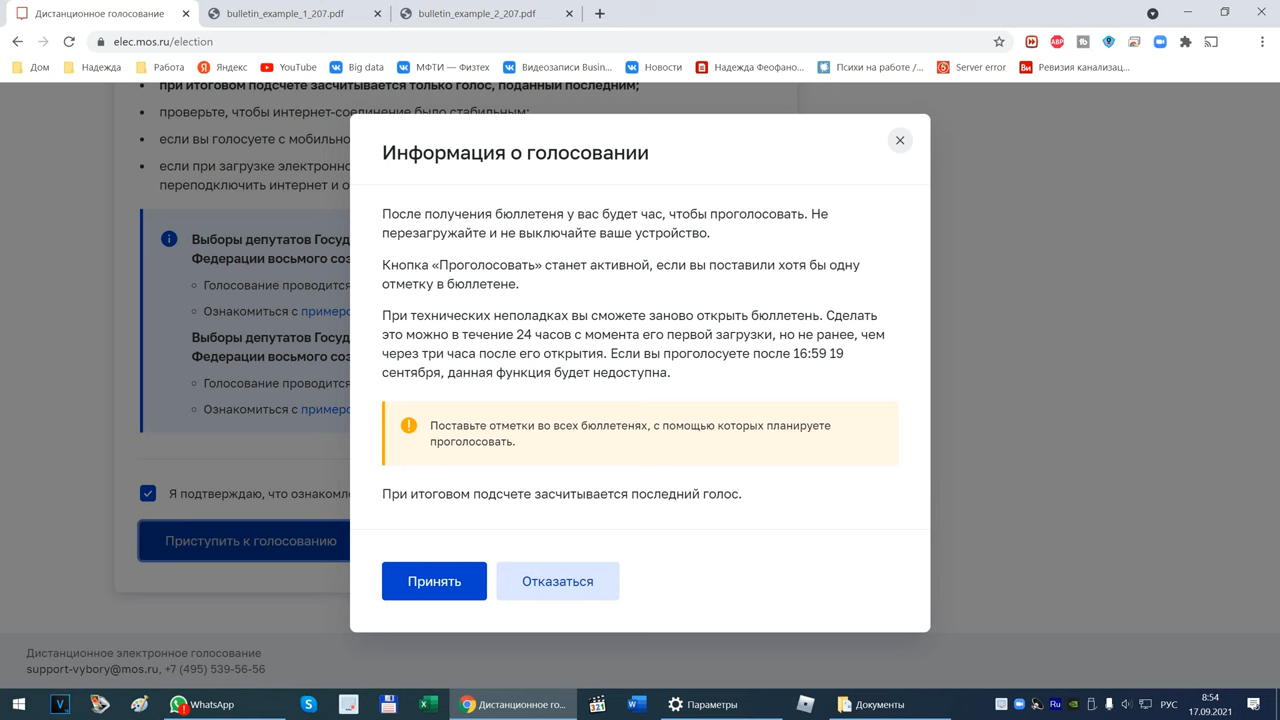 Дистанционное голосование
bulletin_example_1_207.pdf
bulletin_example_2_207.pdf
elec.mos.ru/election
Дом
Надежда
Работа
Яндекс
YouTube
Big data
МФТИ — Физтех
Видеозаписи Busin...
Новости
Надежда Феофано...
Психи на работе /...
Server error
Ревизия канализац...
• при итоговом подсчете засчитывается только голос, поданный последним;
• проверьте, чтобы интернет-соединение было стабильным;
• если вы голосуете с мобильно
• если при загрузке электронно
переподключить интернет и о
Выборы депутатов Госуд
Федерации восьмого соз
Голосование проводится
Ознакомиться с примеро
Выборы депутатов Госуд
Федерации восьмого соз
Голосование проводится
Ознакомиться с примеро
Я подтверждаю, что ознакомле
Приступить к голосованию
Информация о голосовании
После получения бюллетеня у вас будет час, чтобы проголосовать. Не
перезагружайте и не выключайте ваше устройство.
Кнопка «Проголосовать» станет активной, если вы поставили хотя бы одну
отметку в бюллетене.
При технических неполадках вы сможете заново открыть бюллетень. Сделать
это можно в течение 24 часов с момента его первой загрузки, но не ранее, чем
через три часа после его открытия. Если вы проголосуете после 16:59 19
сентября, данная функция будет недоступна.
Поставьте отметки во всех бюллетенях, с помощью которых планируете
проголосовать.
При итоговом подсчете засчитывается последний голос.
Принять
Отказаться
Дистанционное электронное голосование
support-vybory@mos.ru, +7 (495) 539-56-56
WhatsApp
Дистанционное го...
Параметры
Документы
РУС
8:54
17.09.2021